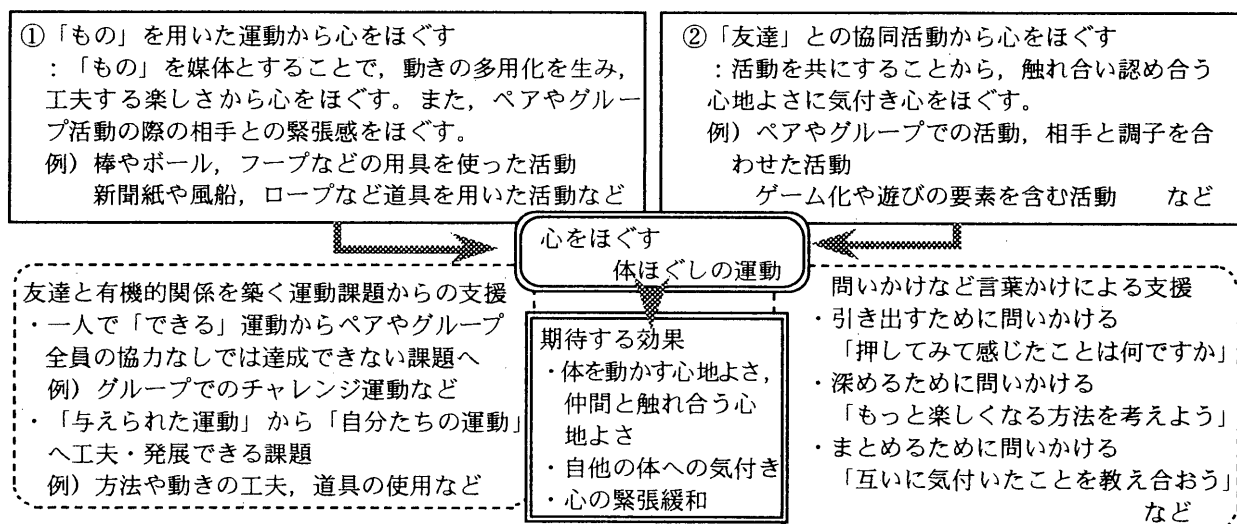 ①「もの」を用いた運動から心をほぐす
：「もの」を媒体とすることで，動きの多用化を生み，
工夫する楽しさから心をほぐす。また，ペアやグルー
プ活動の際の相手との緊張感をほぐす。
例）棒やボール，フープなどの用具を使った活動
新聞紙や風船，ロープなど道具を用いた活動など
②「友達」との協同活動から心をほぐす
：活動を共にすることから，触れ合い認め合う
心地よさに気付き心をほぐす。
例）ペアやグループでの活動，相手と調子を合
わせた活動
ゲーム化や遊びの要素を含む活動　など
心をほぐす
体ほぐしの運動
友達と有機的関係を築く運動課題からの支援
・一人で「できる」運動からペアやグループ
全員の協力なしでは達成できない課題へ
例）グループでのチャレンジ運動など
・「与えられた運動」から「自分たちの運動」
へ工夫・発展できる課題
例）方法や動きの工夫，道具の使用など
期待する効果
・体を動かす心地よさ，
仲間と触れ合う心
地よさ
・自他の体への気付き
・心の緊張緩和
問いかけなど言葉かけによる支援
・引き出すために問いかける
「押してみて感じたことは何ですか」
・深めるために問いかける
「もっと楽しくなる方法を考えよう」
・まとめるために問いかける
「互いに気付いたことを教え合おう」
など